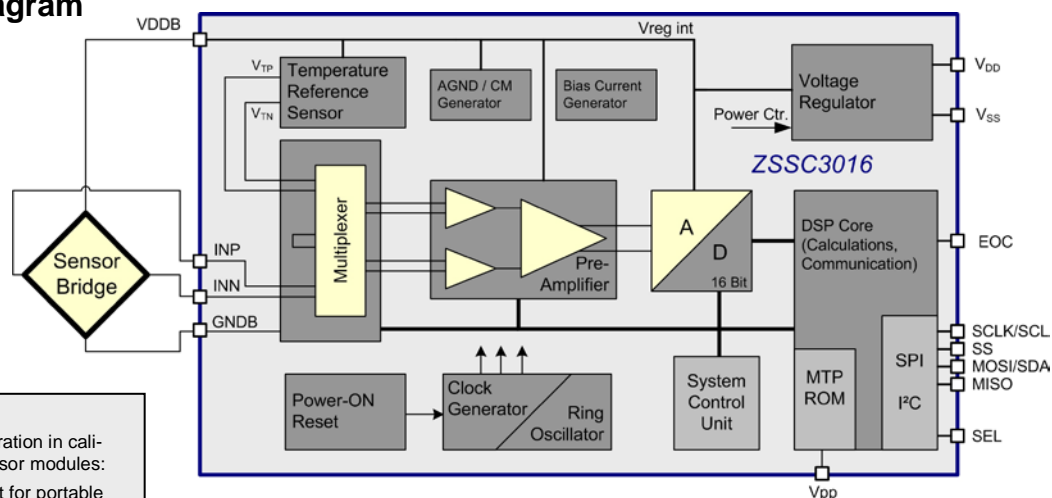 agram
VDDB
Vreg int
VTP
VTN
Temperature
Reference
Sensor
AGND / CM
Generator
Bias Current
Generator
Voltage
Regulator
VDD
VSS
Power Ctr.
ZSSC3016
Multiplexer
Pre-
Amplifier
A
D
16 Bit
DSP Core
(Calculations,
Communication)
EOC
Sensor
Bridge
INP
INN
GNDB
SCLK/SCL
SS
MOSI/SDA
MISO
SEL
SPI
I²C
MTP
ROM
System
Control
Unit
Clock
Generator
Ring
Oscillator
Power-ON
Reset
VPP
ration in cali-
sor modules:
t for portable